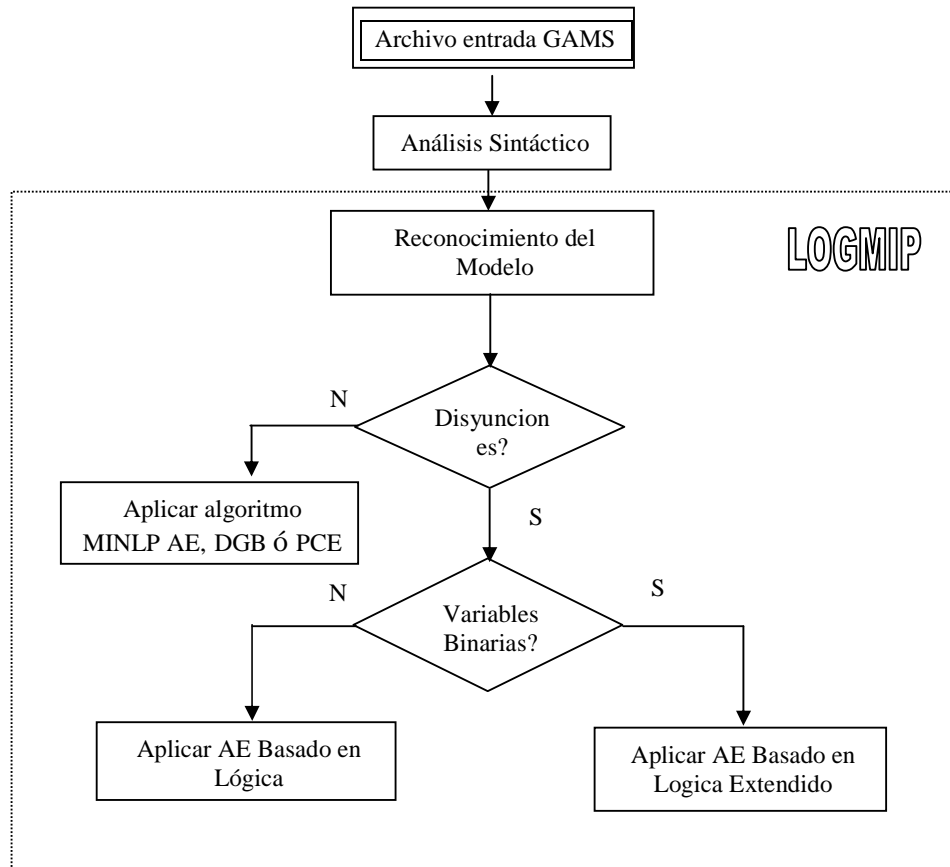 Archivo entrada GAMS
Análisis Sintáctico
Reconocimiento del
Modelo
LOGMIP
N
Disyuncion
es?
Aplicar algoritmo
MINLP AE, DGB Ó PCE
S
N
S
Variables
Binarias?
Aplicar AE Basado en
Lógica
Aplicar AE Basado en
Logica Extendido